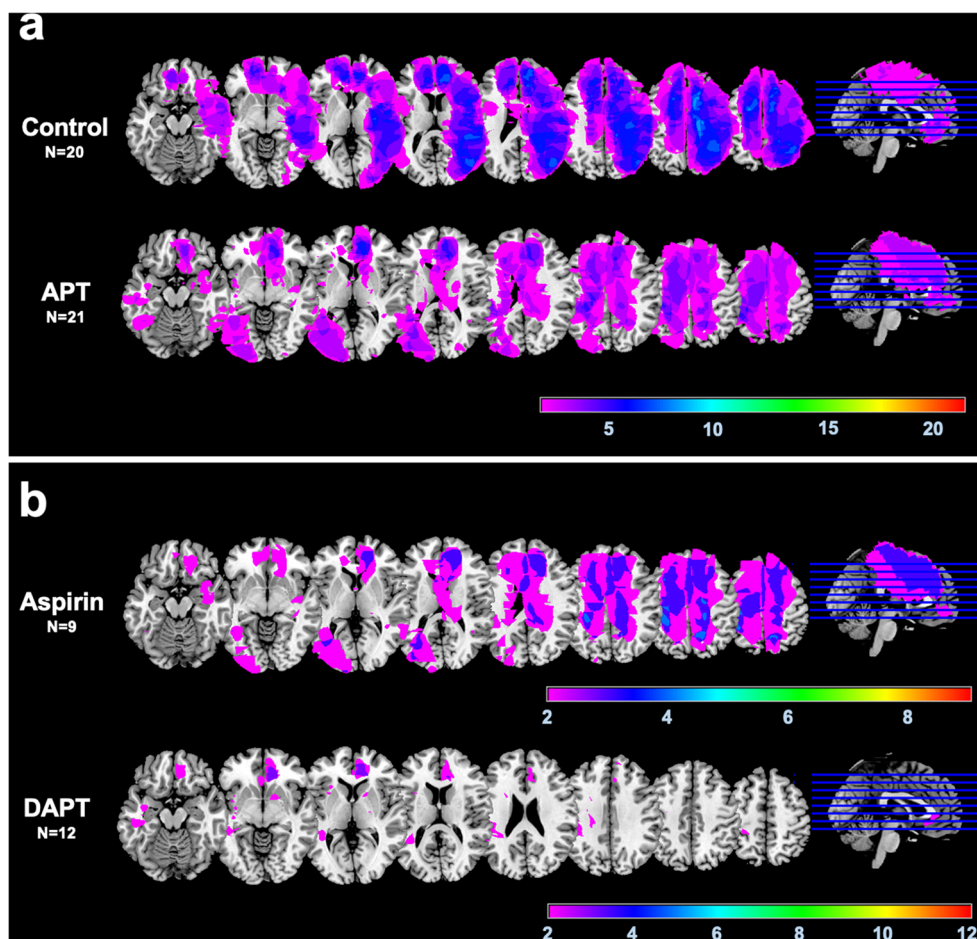 a
Control
N=20
APT
N=21
5 10 15 20
b
Aspirin
N=9
2 4 6 8
DAPT
N=12
2 4 6 8 10 12